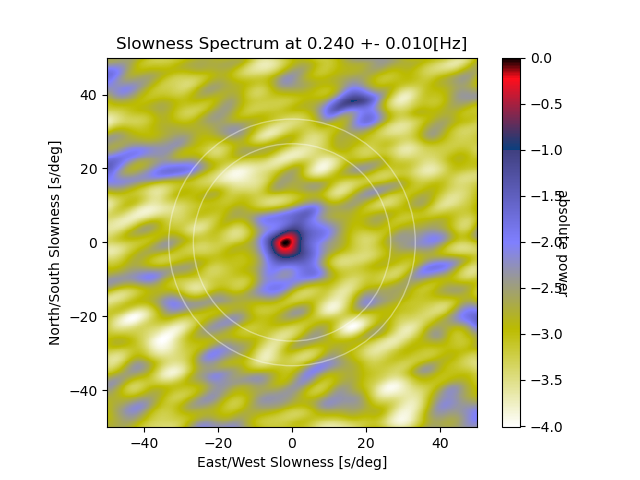 Slowness Spectrum at 0.240 +- 0.010[Hz]
North/South Slowness [s/deg]
40
20
0
−20
−40
−40 −20 0 20 40
East/West Slowness [s/deg]
0.0
−0.5
−1.0
−1.5
−2.0
−2.5
−3.0
−3.5
−4.0
absolute power